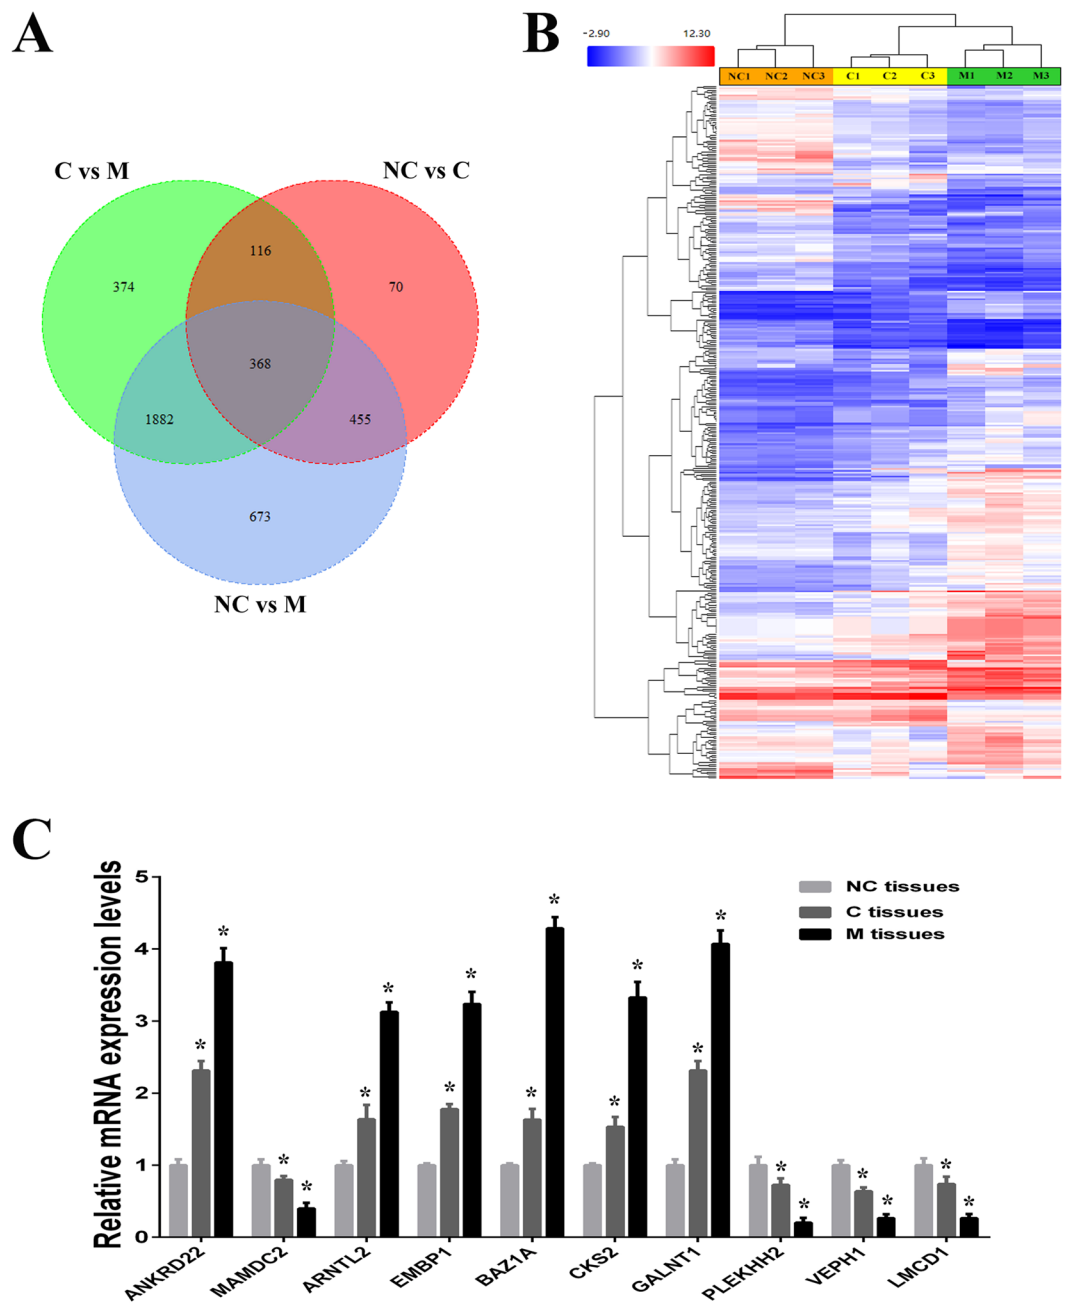 A
C vs M
NC vs C
116
374
70
368
1882
455
673
NC vs M
B
-2.90
12.30
NC1 NC2 NC3 C1 C2 C3 M1 M2 M3
C
Relative mRNA expression levels
5
4
3
2
1
0
NC tissues
C tissues
M tissues
* * * * * * * * * * * * * * * * * * * *
ANKRD22
MAMDC2
ARNTL2
EMBP1
BAZ1A
CKS2
GALNT1
PLEKHH2
VEPH1
LMCD1